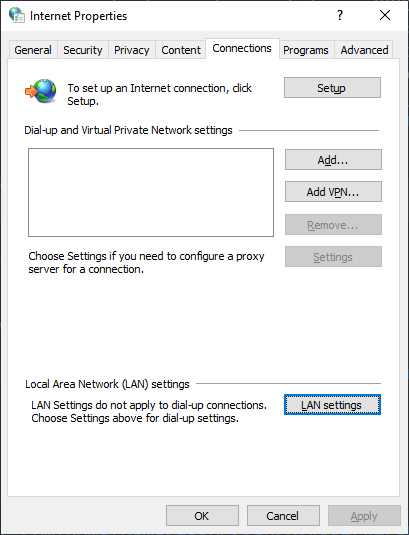 Internet Properties
?
General
Security
Privacy
Content
Connections
Programs
Advanced
To set up an Internet connection, click
Setup.
Setup
Dial-up and Virtual Private Network settings
Add...
Add VPN...
Remove...
Choose Settings if you need to configure a proxy
server for a connection.
Settings
Local Area Network (LAN) settings
LAN Settings do not apply to dial-up connections.
Choose Settings above for dial-up settings.
LAN settings
OK
Cancel
Apply